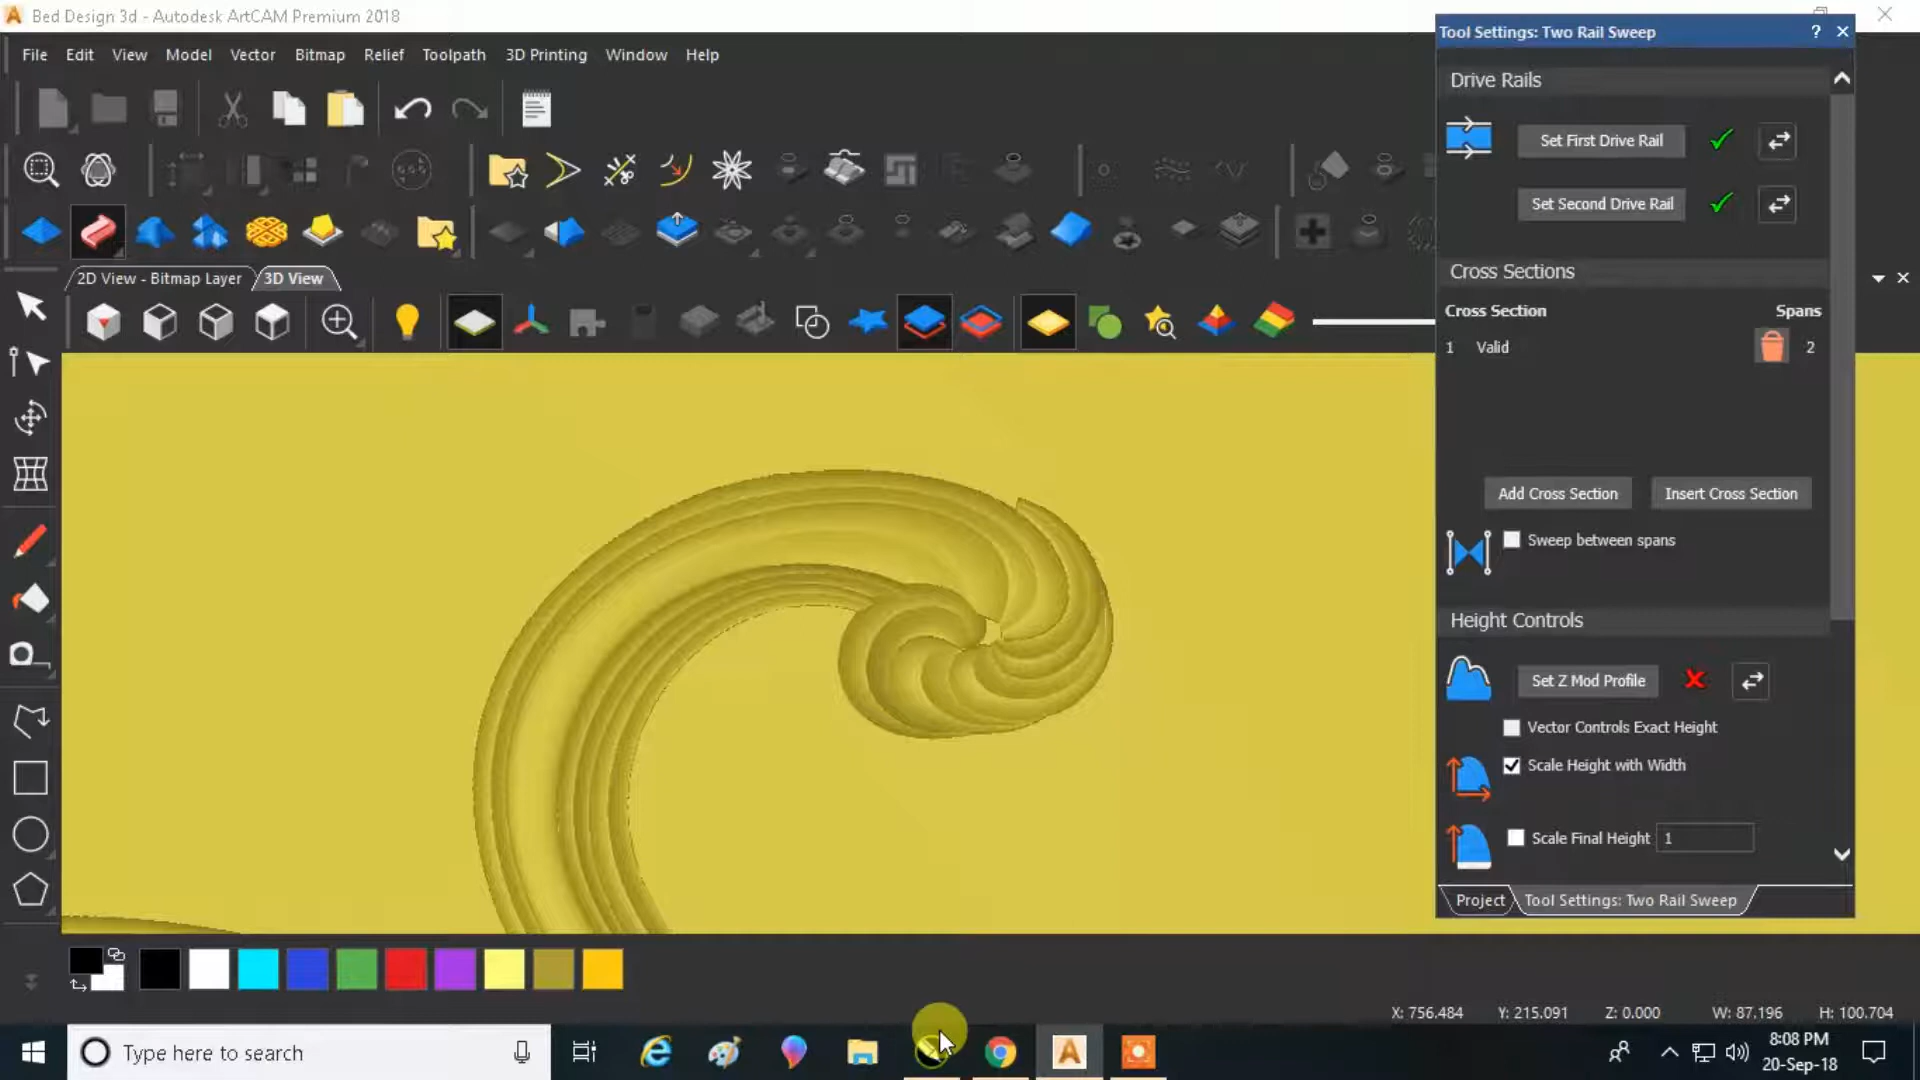 Bed Design 3d - Autodesk ArtCAM Premium 2018
File Edit View Model Vector Bitmap Relief Toolpath 3D Printing Window Help
2D View - Bitmap Layer 3D View
Tool Settings: Two Rail Sweep
Drive Rails
Set First Drive Rail
Set Second Drive Rail
Cross Sections
Cross Section Spans
1 Valid 2
Add Cross Section Insert Cross Section
Sweep between spans
Height Controls
Set Z Mod Profile
Vector Controls Exact Height
Scale Height with Width
Scale Final Height 1
Project Tool Settings: Two Rail Sweep
X: 756.484 Y: 215.091 Z: 0.000 W: 87.196 H: 100.704
Type here to search
8:08 PM
20-Sep-18